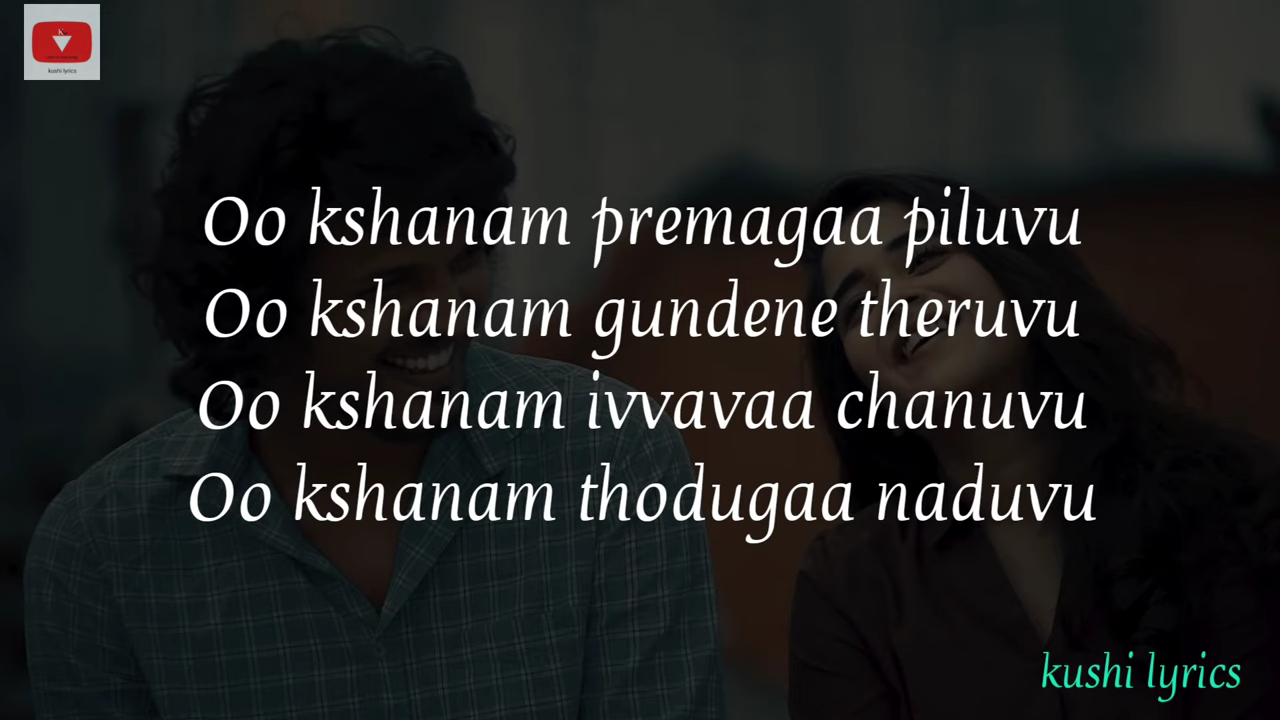 kushi lyrics
Oo kshanam premagaa piluvu
Oo kshanam gundene theruvu
Oo kshanam ivvavaa chanuvu
Oo kshanam thodugaa naduvu
kushi lyrics